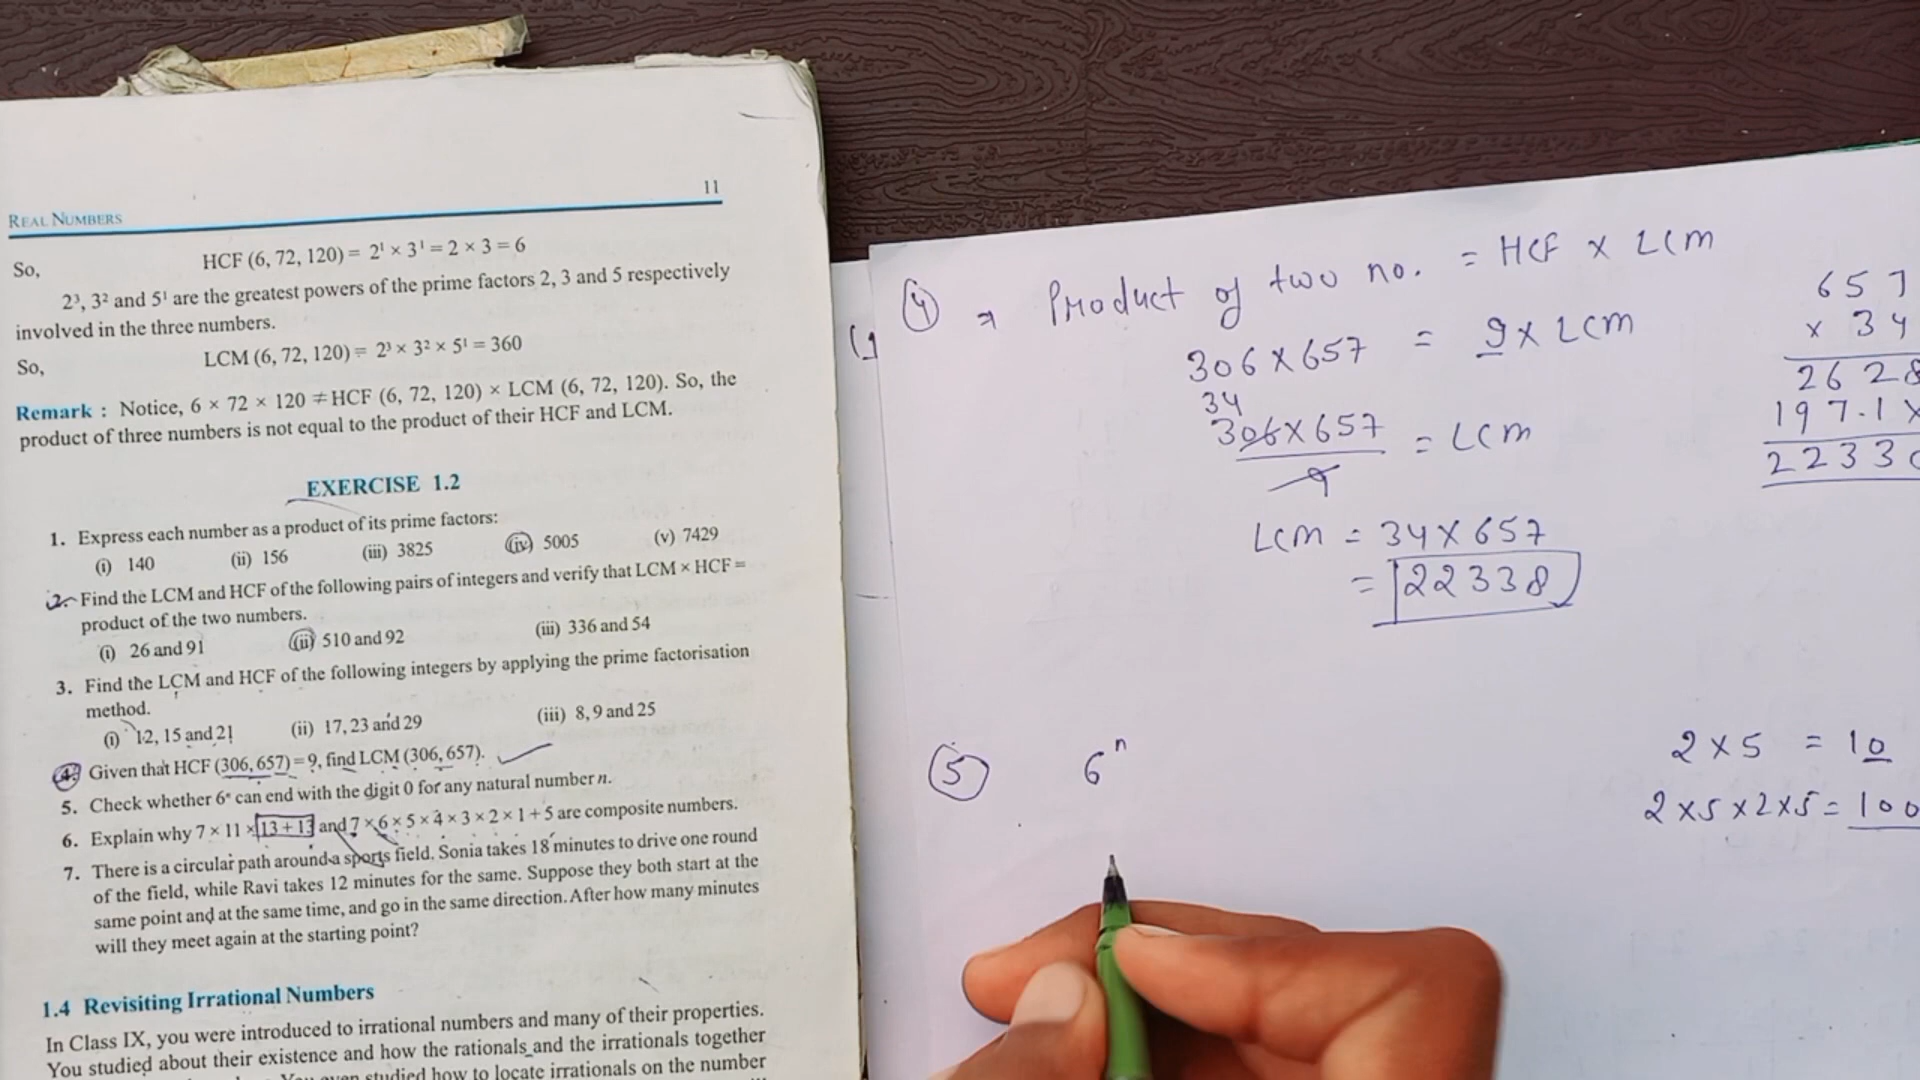 REAL NUMBERS 11
So, HCF (6, 72, 120) = 2¹ × 3¹ = 2 × 3 = 6
2³, 3² and 5¹ are the greatest powers of the prime factors 2, 3 and 5 respectively
involved in the three numbers.
So, LCM (6, 72, 120) = 2³ × 3² × 5¹ = 360
Remark : Notice, 6 × 72 × 120 ≠ HCF (6, 72, 120) × LCM (6, 72, 120). So, the
product of three numbers is not equal to the product of their HCF and LCM.
EXERCISE 1.2
1. Express each number as a product of its prime factors:
(i) 140 (ii) 156 (iii) 3825 (iv) 5005 (v) 7429
2. Find the LCM and HCF of the following pairs of integers and verify that LCM × HCF =
product of the two numbers.
(i) 26 and 91 (ii) 510 and 92 (iii) 336 and 54
3. Find the LCM and HCF of the following integers by applying the prime factorisation
method.
(i) 12, 15 and 21 (ii) 17, 23 and 29 (iii) 8, 9 and 25
4. Given that HCF (306, 657) = 9, find LCM (306, 657).
5. Check whether 6ⁿ can end with the digit 0 for any natural number n.
6. Explain why 7 × 11 × 13 + 13 and 7 × 6 × 5 × 4 × 3 × 2 × 1 + 5 are composite numbers.
7. There is a circular path around a sports field. Sonia takes 18 minutes to drive one round
of the field, while Ravi takes 12 minutes for the same. Suppose they both start at the
same point and at the same time, and go in the same direction. After how many minutes
will they meet again at the starting point?
1.4 Revisiting Irrational Numbers
In Class IX, you were introduced to irrational numbers and many of their properties.
You studied about their existence and how the rationals and the irrationals together
studied how to locate irrationals on the number
④ ⇒ Product of two no. = HCF × LCM
306 × 657 = 9 × LCM
34
306 × 657 = LCM
9
LCM = 34 × 657
= 22338
657
× 34
2628
1971×
2233
⑤ 6ⁿ
2 × 5 = 10
2 × 5 × 2 × 5 = 100